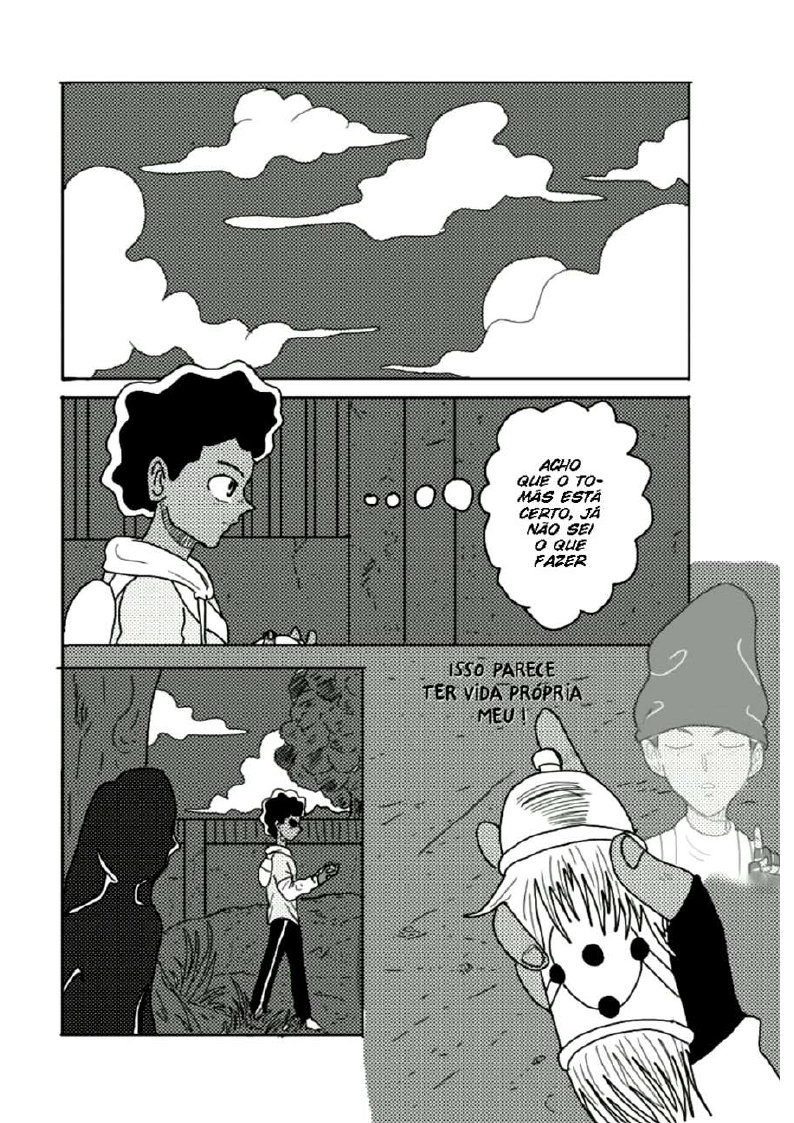 ACHO
QUE O TO-
MÁS ESTÁ
CERTO, JÁ
NÃO SEI
O QUE
FAZER
ISSO PARECE
TER VIDA PRÓPRIA
MEU!